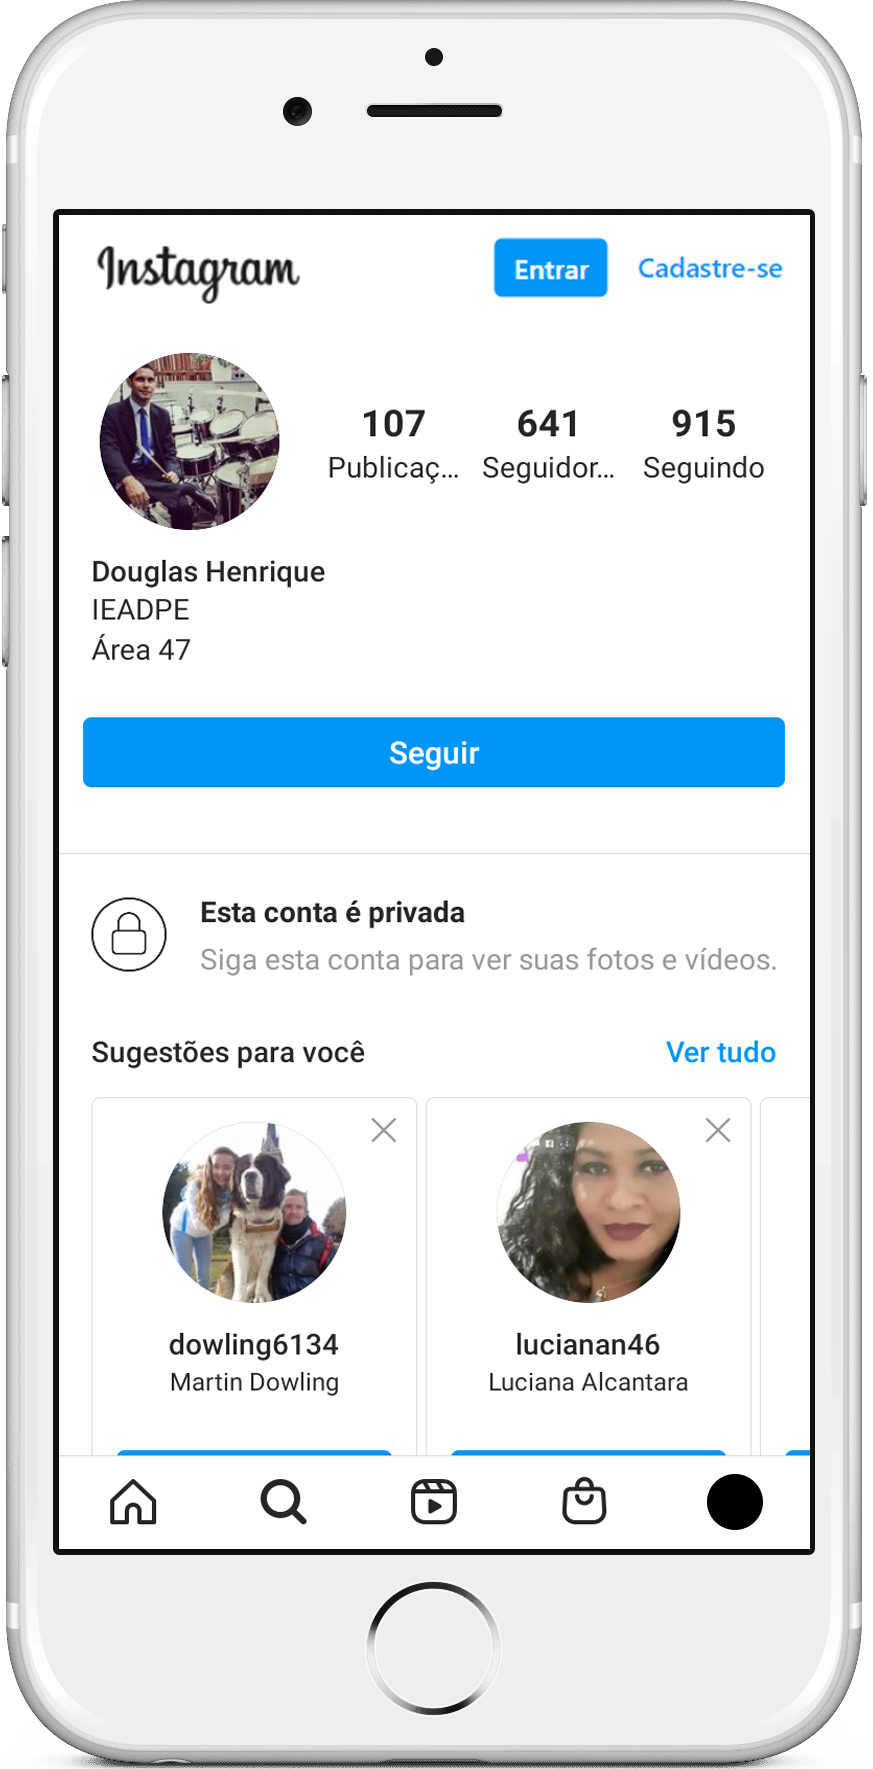 Instagram
Entrar
Cadastre-se
107 641 915
Publicaç... Seguidor... Seguindo
Douglas Henrique
IEADPE
Área 47
Seguir
Esta conta é privada
Siga esta conta para ver suas fotos e vídeos.
Sugestões para você
Ver tudo
dowling6134
Martin Dowling
lucianan46
Luciana Alcantara